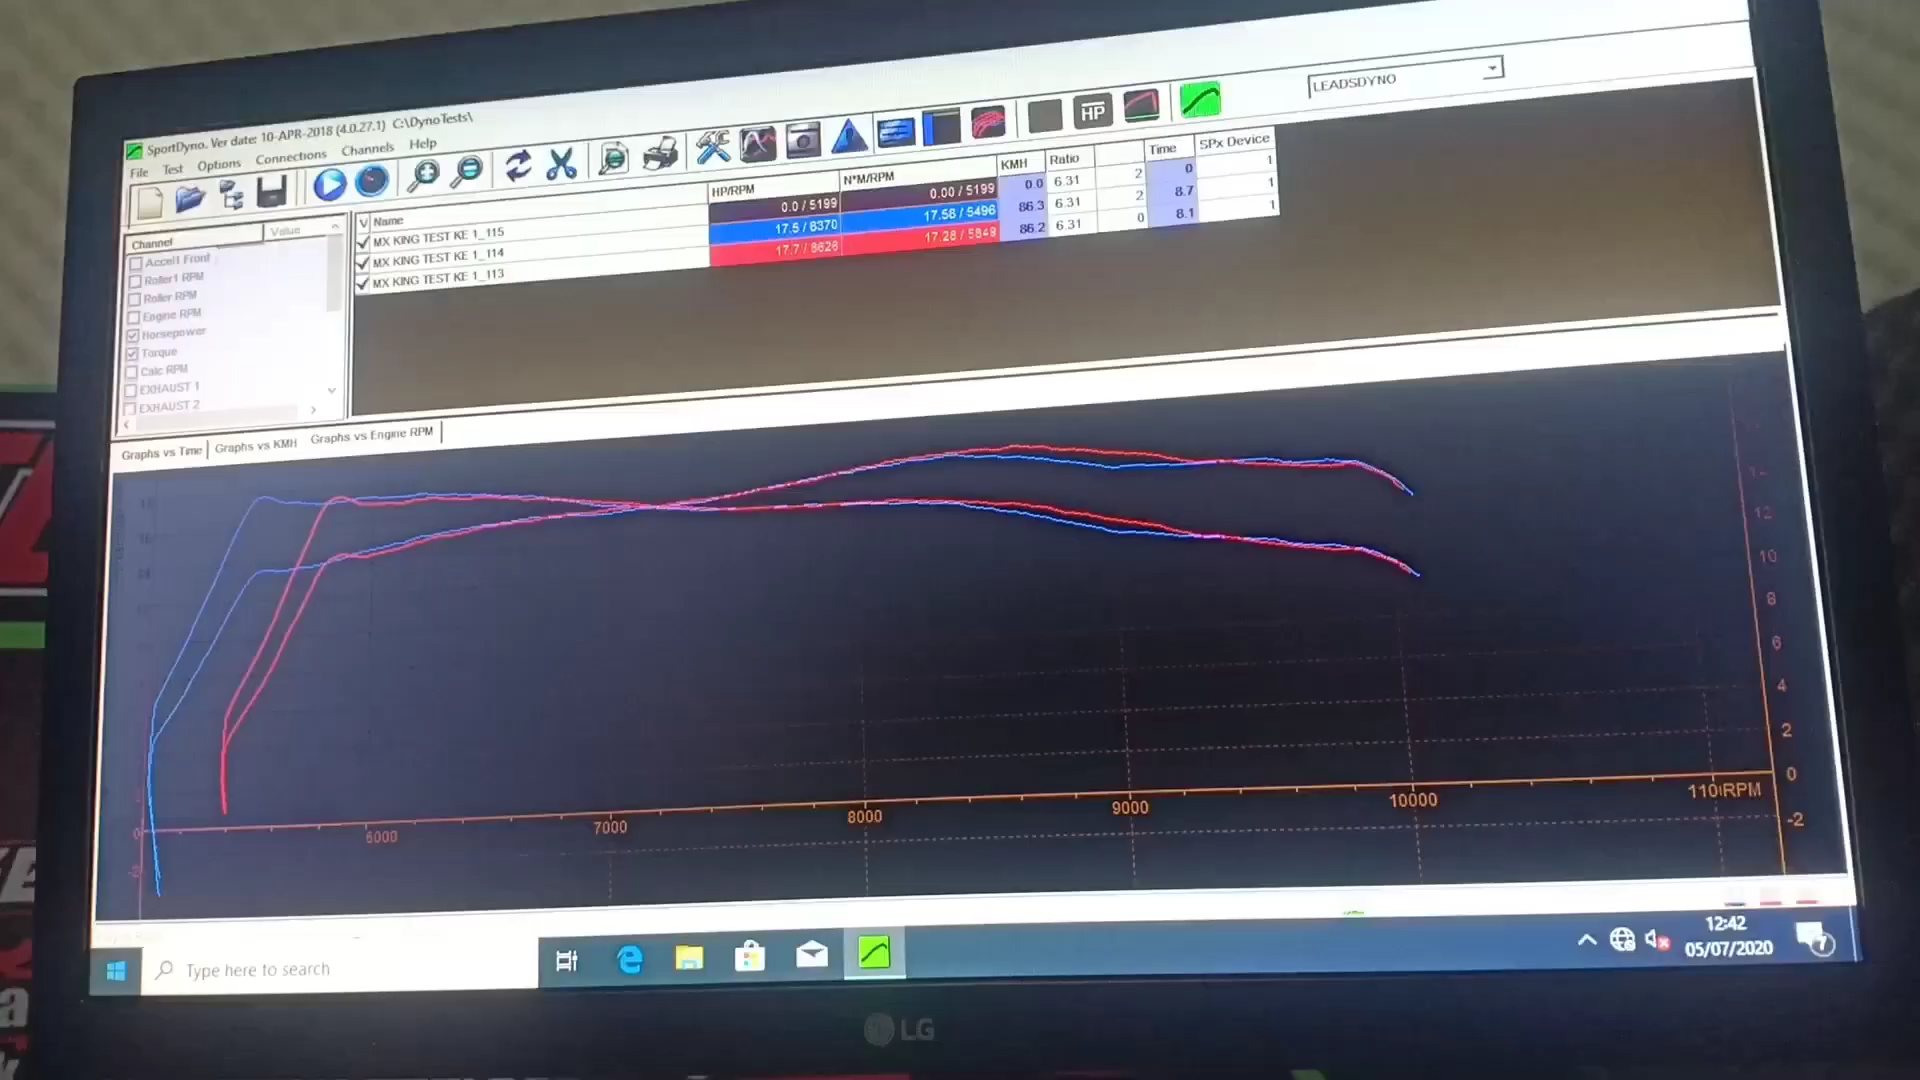 SportDyno. Ver date: 10-APR-2018 (4.0.27.1) C:\DynoTests\
File Test Options Connections Channels Help
LEADSDYNO
HP
Channel Value
Accel1 Front
Roller1 RPM
Roller RPM
Engine RPM
Horsepower
Torque
Calc RPM
EXHAUST 1
EXHAUST 2
V Name HP/RPM N*M/RPM KMH Ratio Time SPx Device
MX KING TEST KE 1_115 0.0 / 5199 0.00 / 5199 0.0 6.31 2 0 1
MX KING TEST KE 1_114 17.5 / 8370 17.58 / 5496 86.3 6.31 2 8.7 1
MX KING TEST KE 1_113 17.7 / 8628 17.28 / 5849 86.2 6.31 0 8.1 1
Graphs vs Time Graphs vs KMH Graphs vs Engine RPM
12
10
8
6
4
2
0
-2
0
-2
6000 7000 8000 9000 10000 110 RPM
Type here to search
12:42
05/07/2020
7
LG